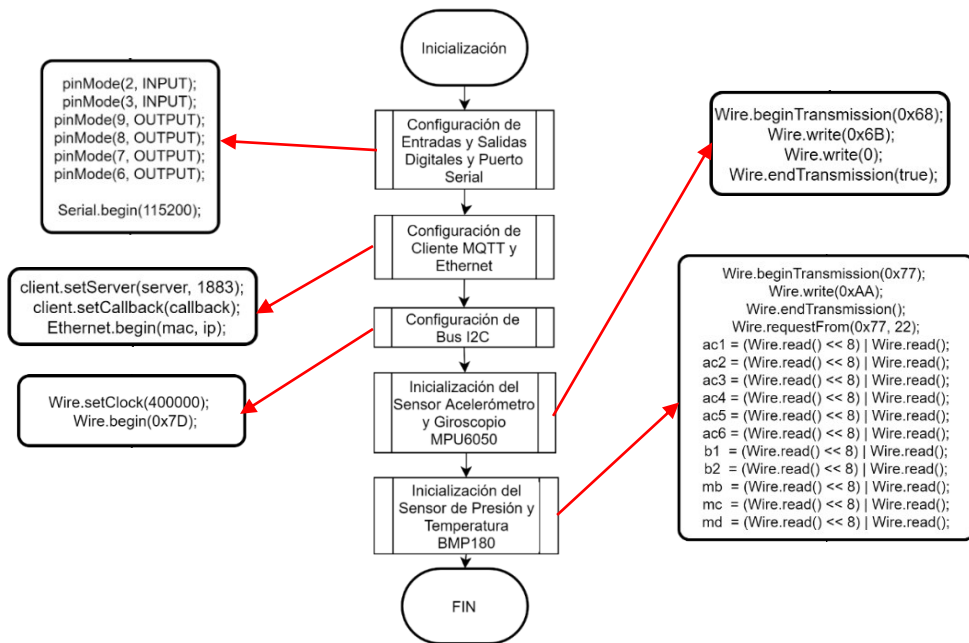 Inicialización
pinMode(2, INPUT);
pinMode(3, INPUT);
pinMode(9, OUTPUT);
pinMode(8, OUTPUT);
pinMode(7, OUTPUT);
pinMode(6, OUTPUT);
Serial.begin(115200);
Configuración de
Entradas y Salidas
Digitales y Puerto
Serial
Wire.beginTransmission(0x68);
Wire.write(0x6B);
Wire.write(0);
Wire.endTransmission(true);
Configuración de
Cliente MQTT y
Ethernet
client.setServer(server, 1883);
client.setCallback(callback);
Ethernet.begin(mac, ip);
Configuración de
Bus I2C
Wire.setClock(400000);
Wire.begin(0x7D);
Inicialización del
Sensor Acelerómetro
y Giroscopio
MPU6050
Wire.beginTransmission(0x77);
Wire.write(0xAA);
Wire.endTransmission();
Wire.requestFrom(0x77, 22);
ac1 = (Wire.read() << 8) | Wire.read();
ac2 = (Wire.read() << 8) | Wire.read();
ac3 = (Wire.read() << 8) | Wire.read();
ac4 = (Wire.read() << 8) | Wire.read();
ac5 = (Wire.read() << 8) | Wire.read();
ac6 = (Wire.read() << 8) | Wire.read();
b1 = (Wire.read() << 8) | Wire.read();
b2 = (Wire.read() << 8) | Wire.read();
mb = (Wire.read() << 8) | Wire.read();
mc = (Wire.read() << 8) | Wire.read();
md = (Wire.read() << 8) | Wire.read();
Inicialización del
Sensor de Presión y
Temperatura
BMP180
FIN